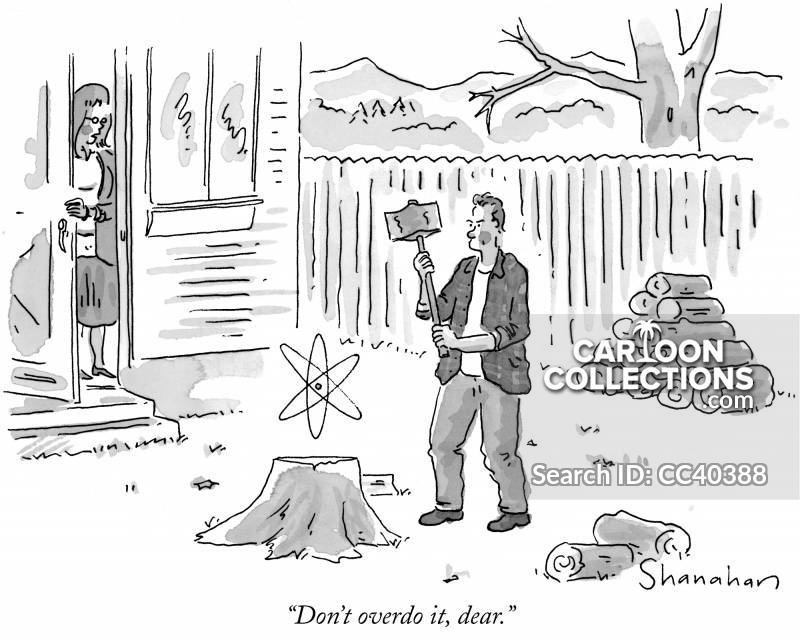 CARTOON
COLLECTIONS
.com
Search ID: CC40388
Shanahan
“Don’t overdo it, dear.”